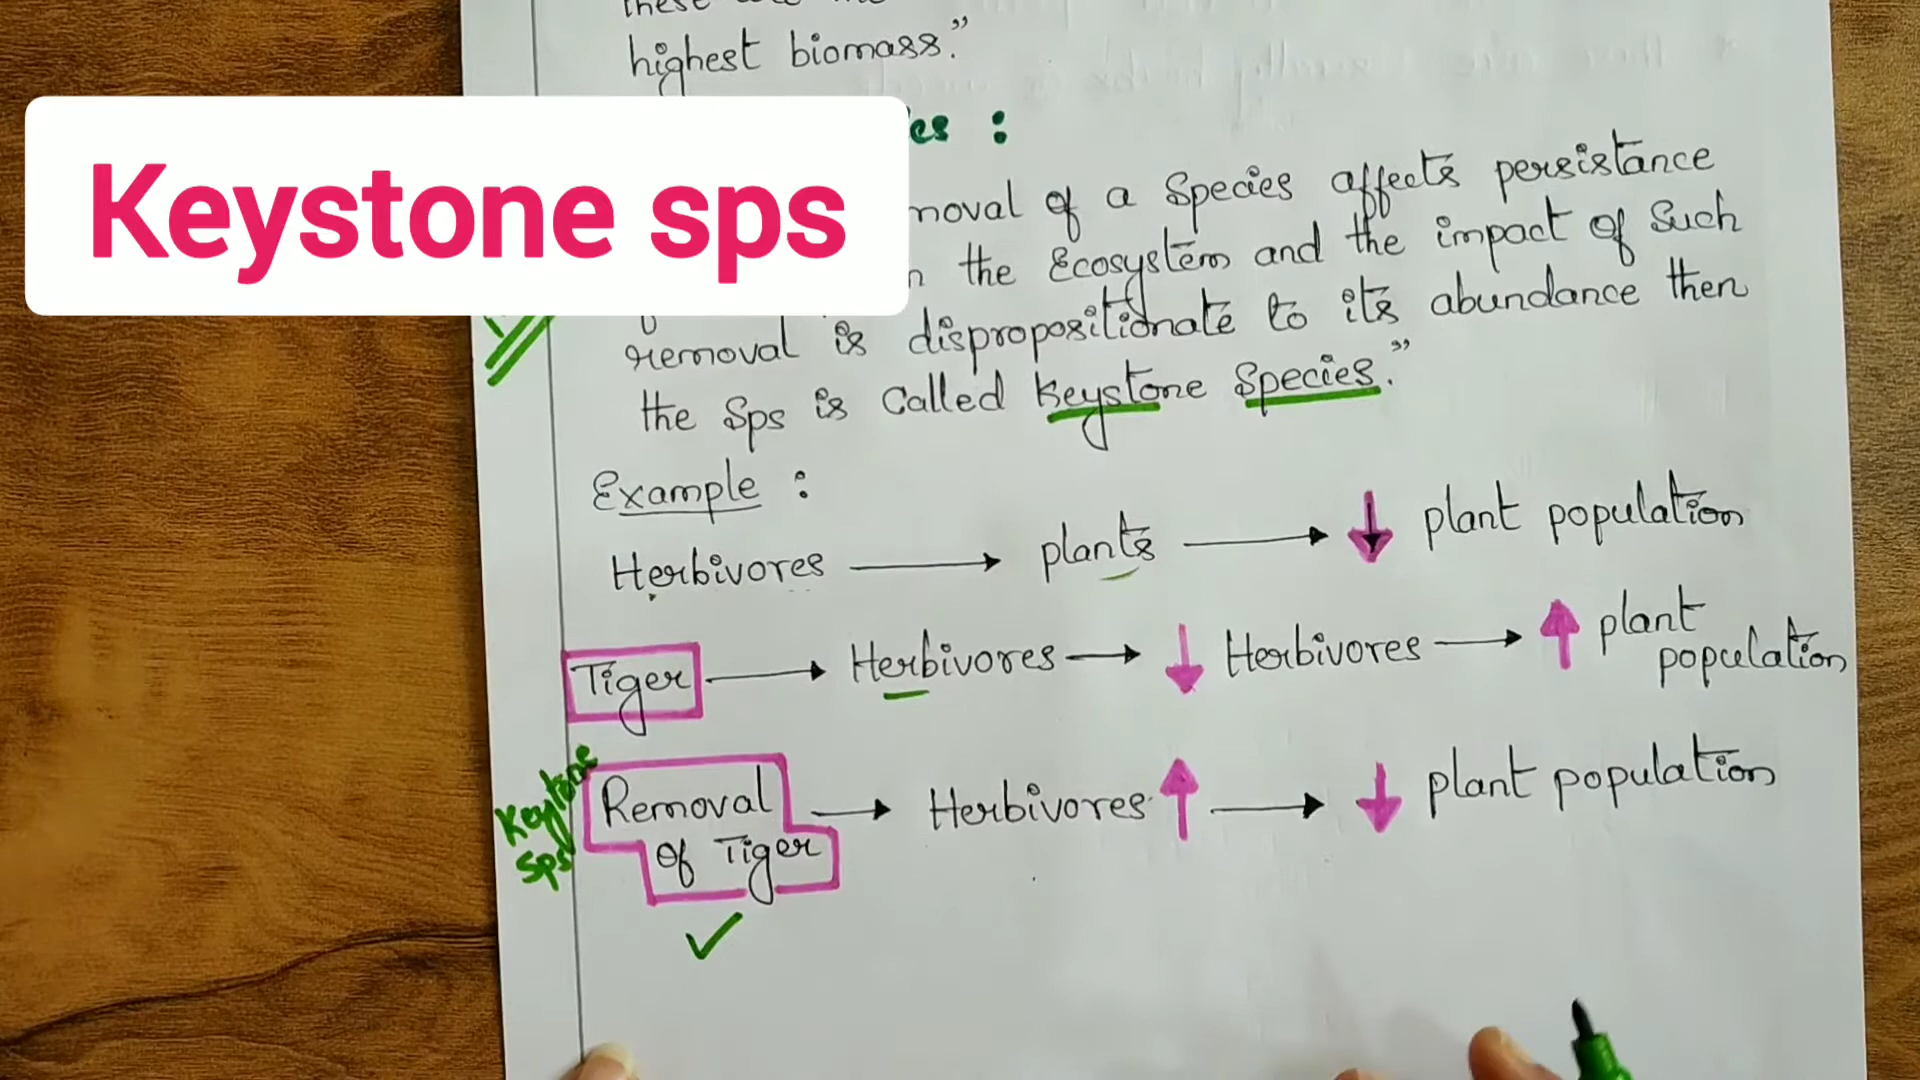 highest biomass."
Keystone sps
es :
moval of a Species affects persistance
n the Ecosystem and the impact of Such
removal is dispropositionate to its abundance then
the Sps is Called Keystone Species."
Example :
Herbivores → plants → ↓ plant population
Tiger → Herbivores → ↓ Herbivores → ↑ plant
population
Keytone
Sps
Removal → Herbivores ↑ → ↓ plant population
of Tiger